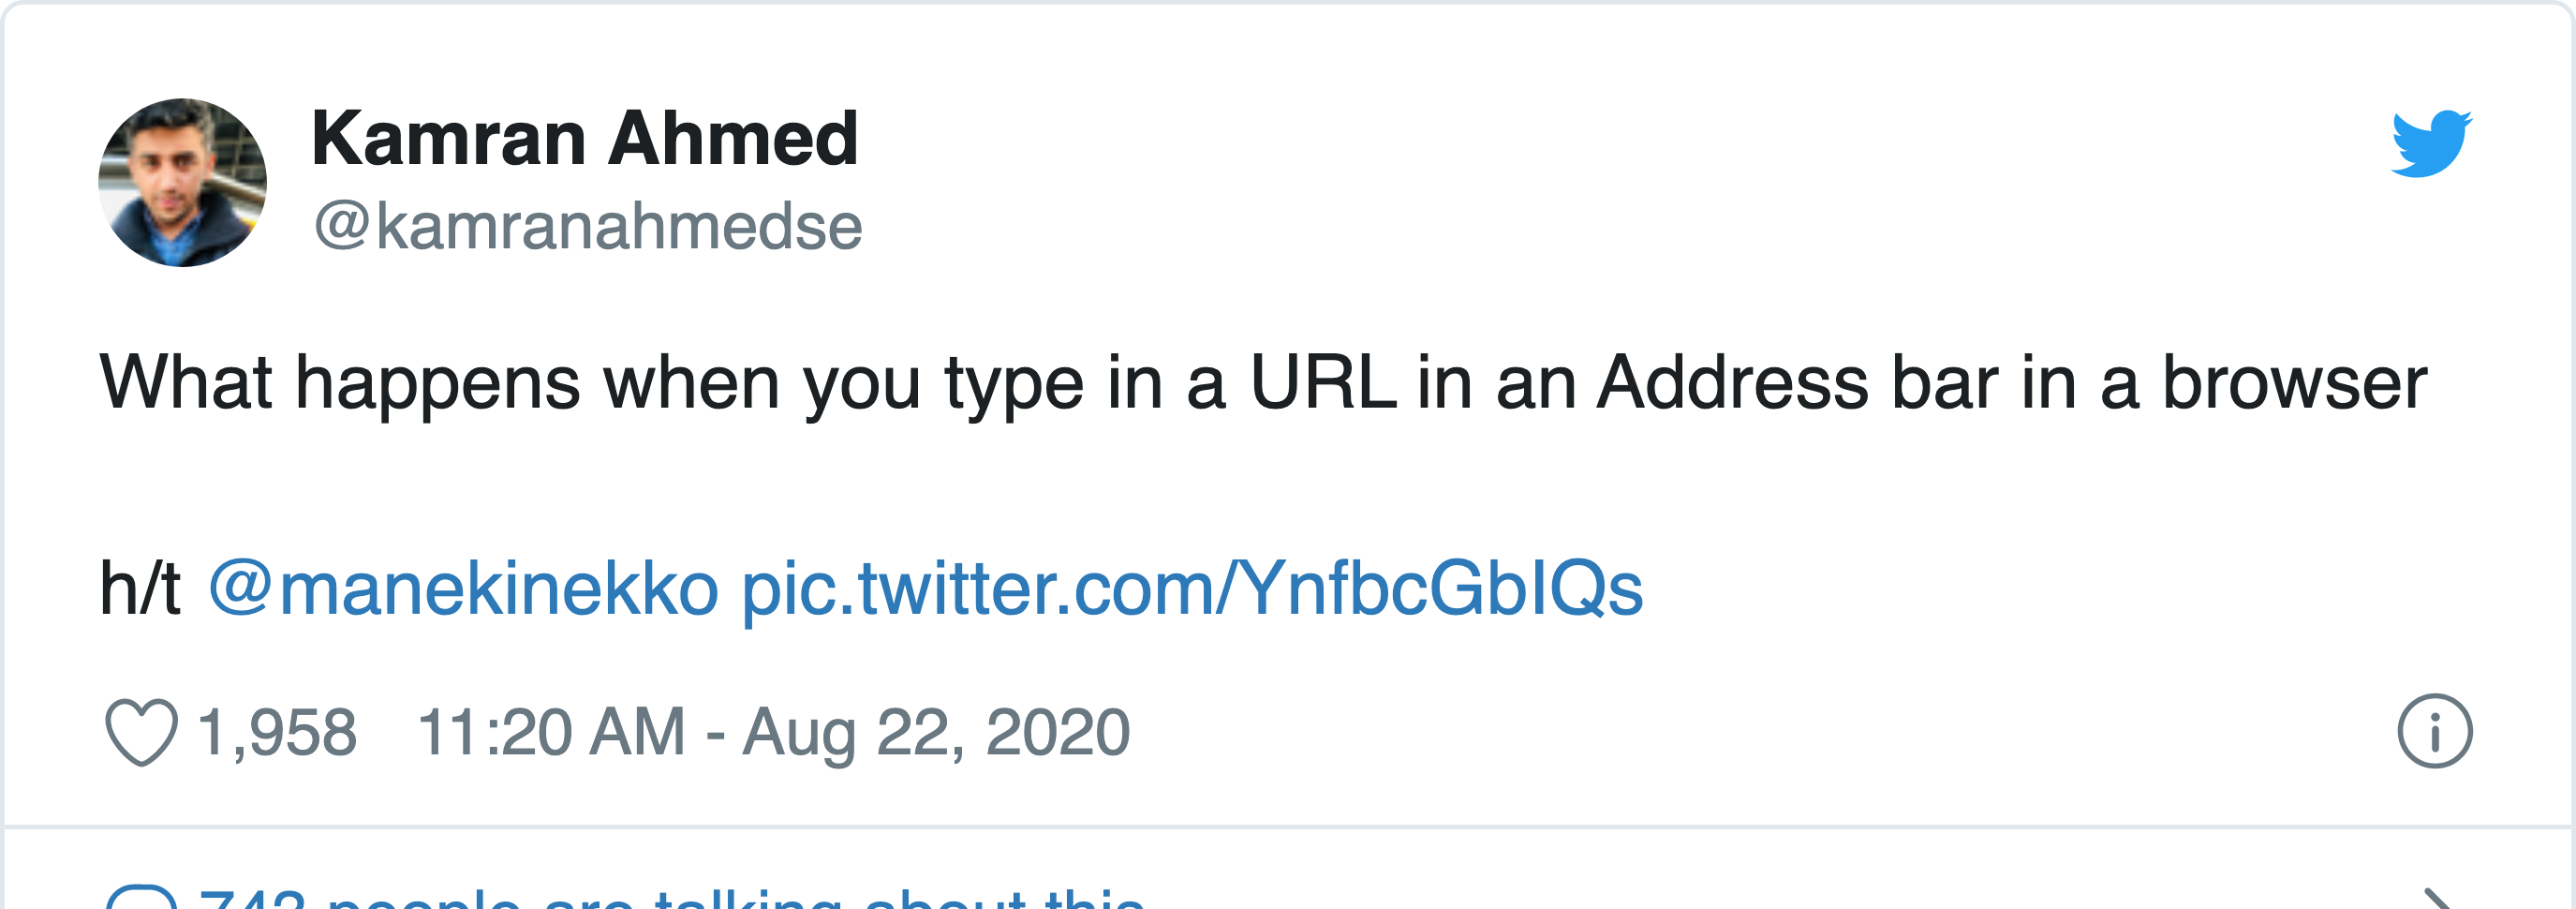 Kamran Ahmed
@kamranahmedse
What happens when you type in a URL in an Address bar in a browser
h/t @manekinekko pic.twitter.com/YnfbcGbIQs
1,958 11:20 AM - Aug 22, 2020
people are talking about this